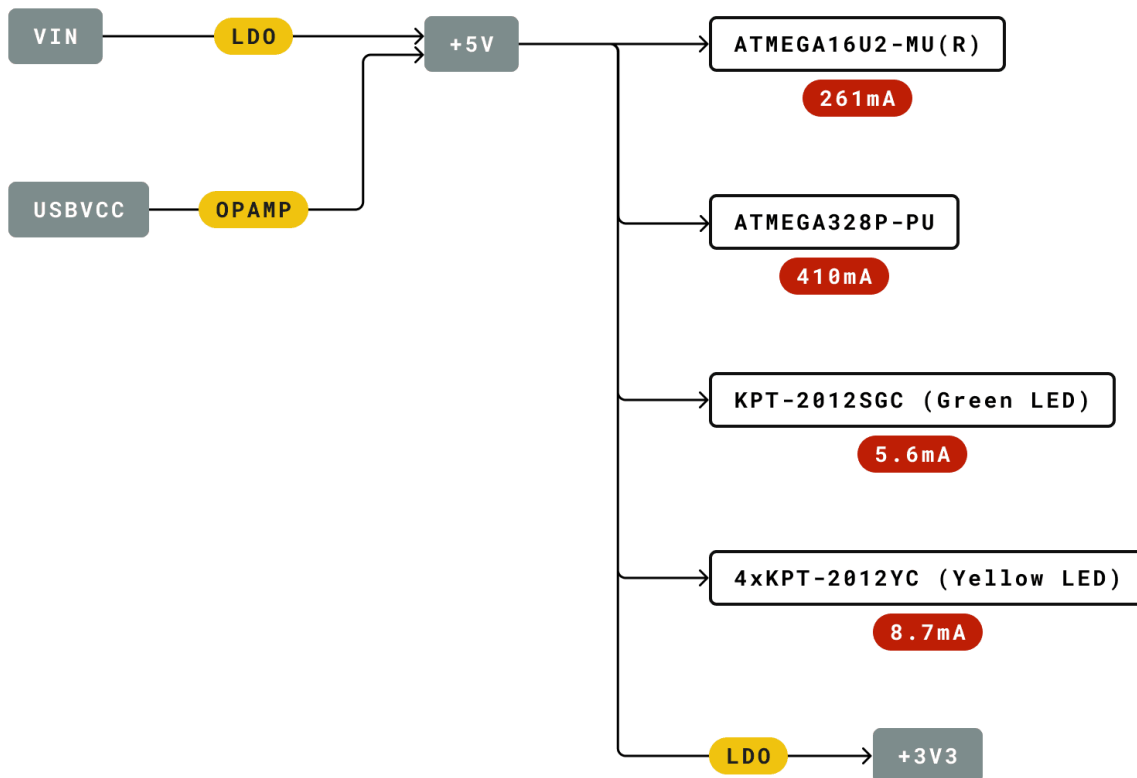 VIN
LDO
+5V
ATMEGA16U2-MU(R)
261mA
USBVCC
OPAMP
ATMEGA328P-PU
410mA
KPT-2012SGC (Green LED)
5.6mA
4xKPT-2012YC (Yellow LED)
8.7mA
LDO
+3V3